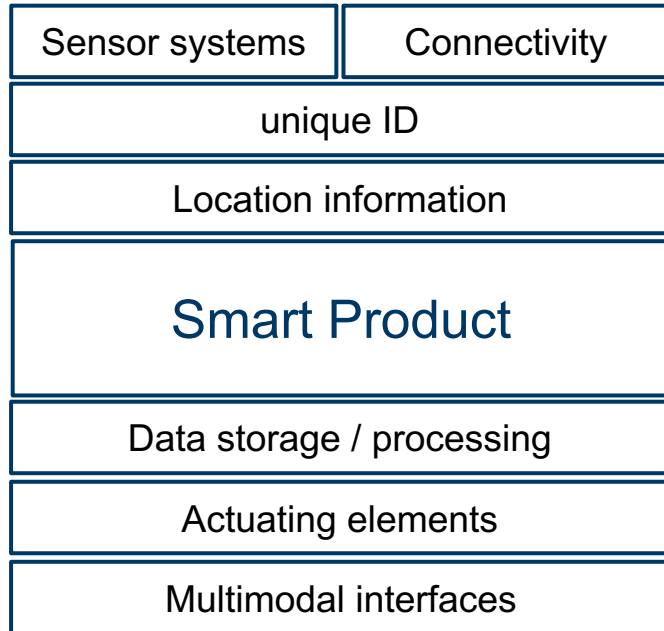 Sensor systems
Connectivity
unique ID
Location information
Smart Product
Data storage / processing
Actuating elements
Multimodal interfaces